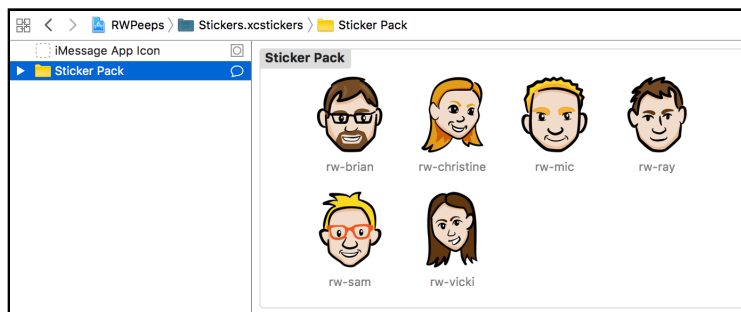 RWPeeps Stickers.xcstickers Sticker Pack
iMessage App Icon
Sticker Pack
Sticker Pack
rw-brian rw-christine rw-mic rw-ray
rw-sam rw-vicki